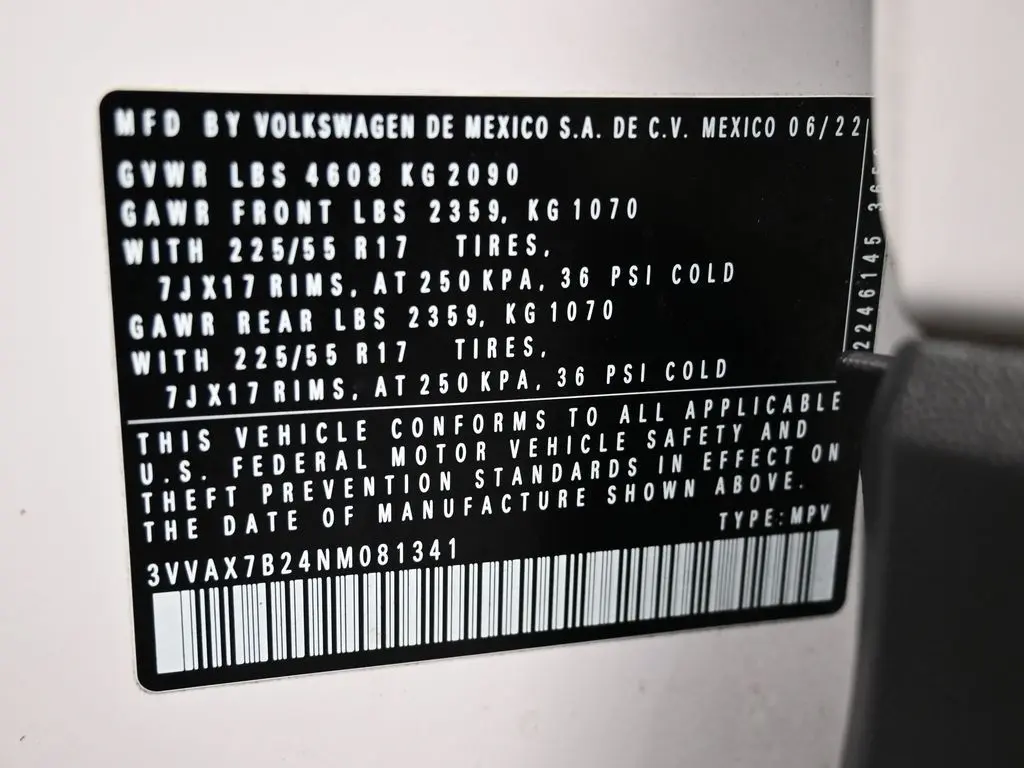 MFD BY VOLKSWAGEN DE MEXICO S.A. DE C.V. MEXICO 06/22
GVWR LBS 4608 KG 2090
GAWR FRONT LBS 2359, KG 1070
WITH 225/55 R17 TIRES,
7JX17 RIMS, AT 250 KPA, 36 PSI COLD
GAWR REAR LBS 2359, KG 1070
WITH 225/55 R17 TIRES,
7JX17 RIMS, AT 250 KPA, 36 PSI COLD
THIS VEHICLE CONFORMS TO ALL APPLICABLE
U.S. FEDERAL MOTOR VEHICLE SAFETY AND
THEFT PREVENTION STANDARDS IN EFFECT ON
THE DATE OF MANUFACTURE SHOWN ABOVE.
TYPE: MPV
3VVAX7B24NM081341
2246145